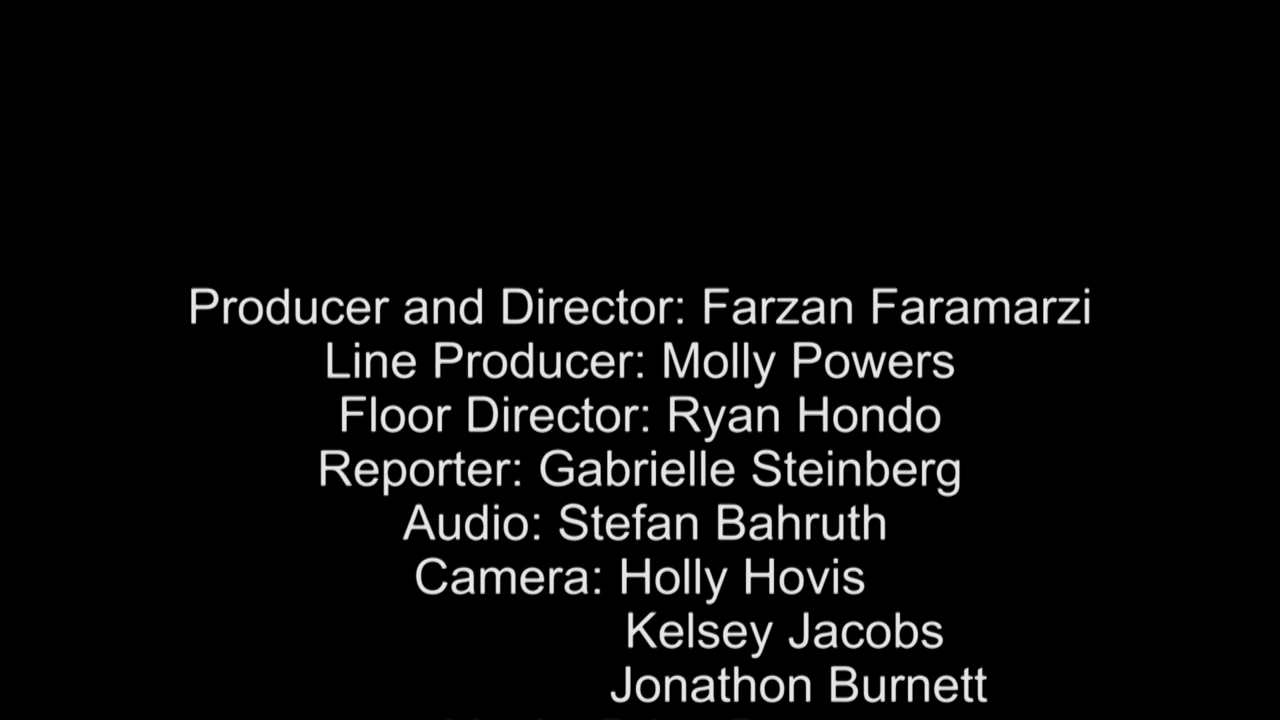 Producer and Director: Farzan Faramarzi
Line Producer: Molly Powers
Floor Director: Ryan Hondo
Reporter: Gabrielle Steinberg
Audio: Stefan Bahruth
Camera: Holly Hovis
Kelsey Jacobs
Jonathon Burnett